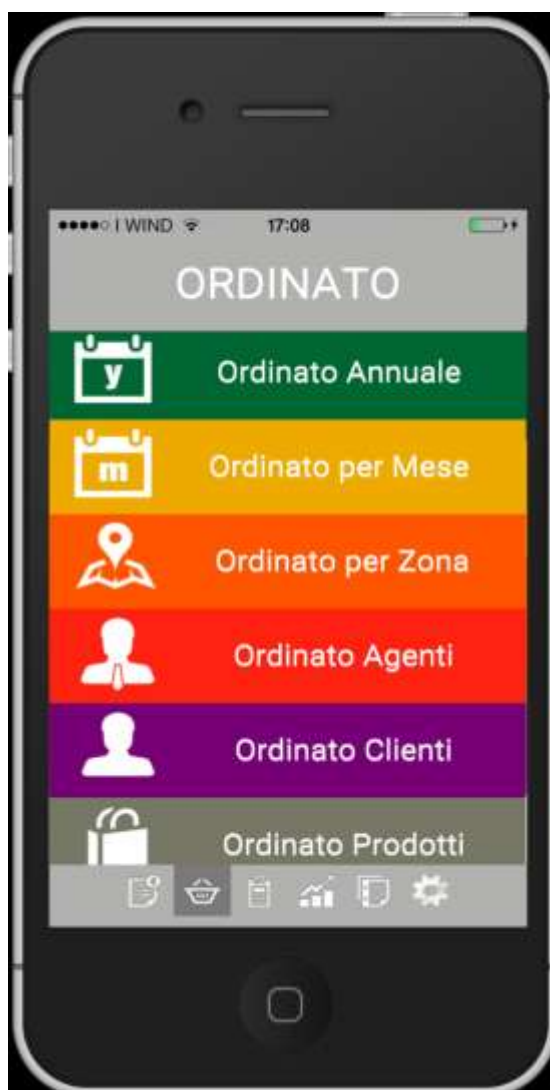 I WIND 17:08
ORDINATO
y Ordinato Annuale
m Ordinato per Mese
Ordinato per Zona
Ordinato Agenti
Ordinato Clienti
Ordinato Prodotti